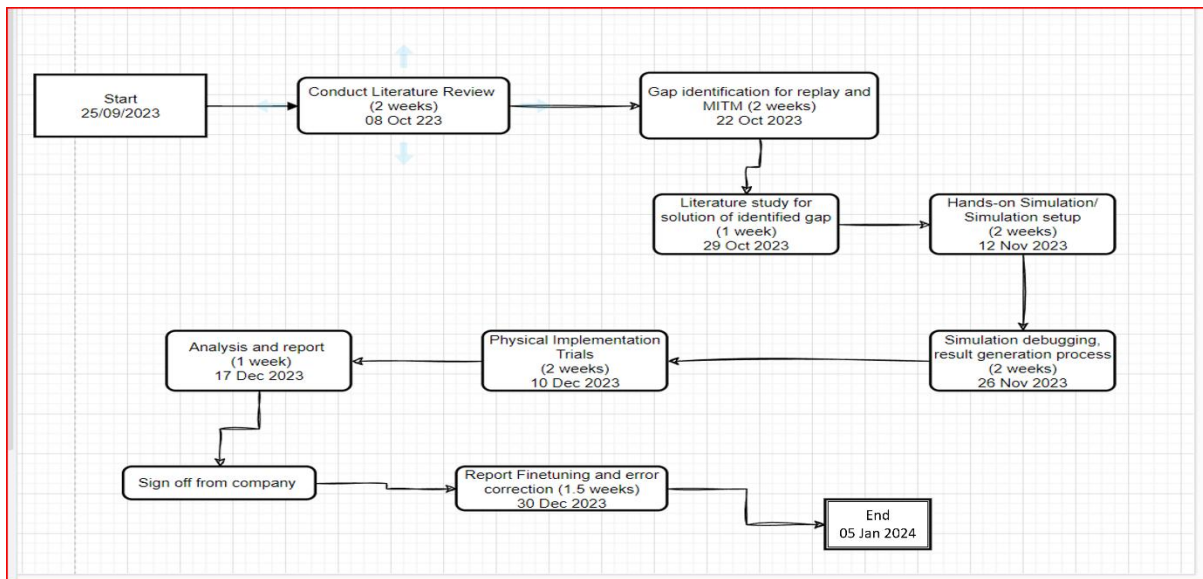 Start
25/09/2023
Conduct Literature Review
(2 weeks)
08 Oct 223
Gap identification for replay and
MITM (2 weeks)
22 Oct 2023
Literature study for
solution of identified gap
(1 week)
29 Oct 2023
Hands-on Simulation/
Simulation setup
(2 weeks)
12 Nov 2023
Simulation debugging,
result generation process
(2 weeks)
26 Nov 2023
Physical Implementation
Trials
(2 weeks)
10 Dec 2023
Analysis and report
(1 week)
17 Dec 2023
Sign off from company
Report Finetuning and error
correction (1.5 weeks)
30 Dec 2023
End
05 Jan 2024